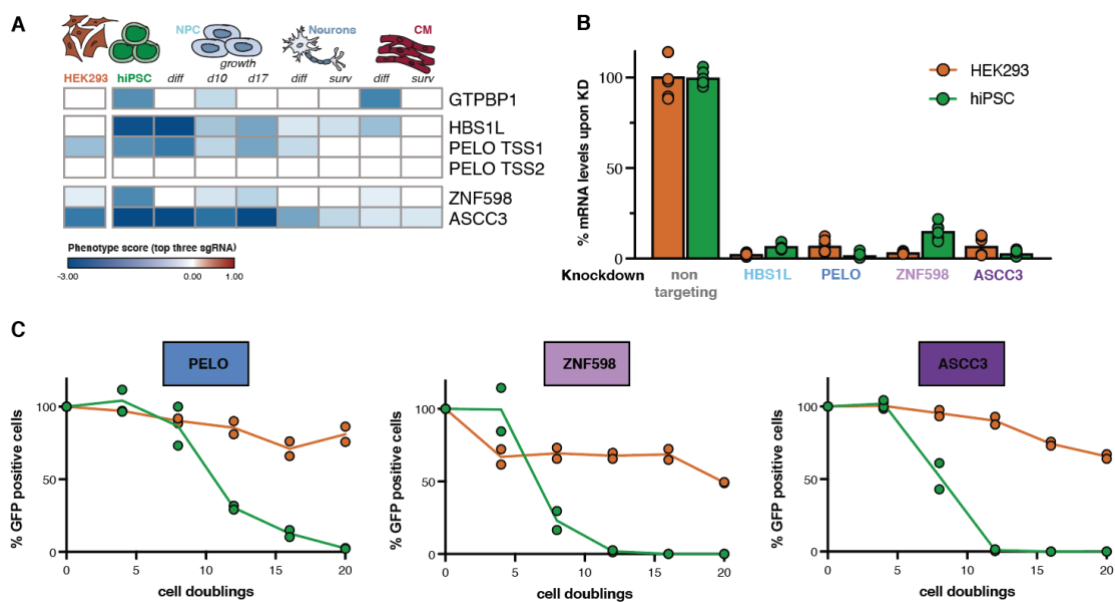 A
NPC
Neurons
CM
growth
HEK293 hiPSC diff d10 d17 diff surv diff surv
GTPBP1
HBS1L
PELO TSS1
PELO TSS2
ZNF598
ASCC3
Phenotype score (top three sgRNA)
-3.00 0.00 1.00
B
% mRNA levels upon KD
100
50
0
HEK293
hiPSC
Knockdown non targeting HBS1L PELO ZNF598 ASCC3
C
PELO
% GFP positive cells
100
50
0
0 5 10 15 20
cell doublings
ZNF598
% GFP positive cells
100
50
0
0 5 10 15 20
cell doublings
ASCC3
% GFP positive cells
100
50
0
0 5 10 15 20
cell doublings